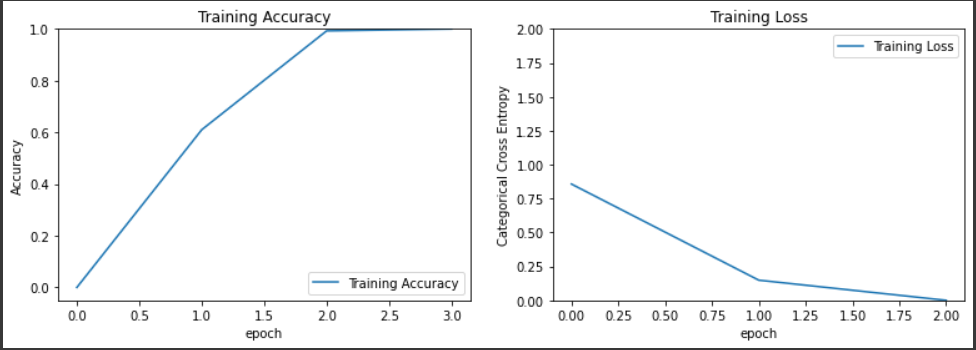 Training Accuracy
1.0
0.8
0.6
0.4
0.2
0.0
Accuracy
Training Accuracy
0.0 0.5 1.0 1.5 2.0 2.5 3.0
epoch
Training Loss
2.00
1.75
1.50
1.25
1.00
0.75
0.50
0.25
0.00
Categorical Cross Entropy
Training Loss
0.00 0.25 0.50 0.75 1.00 1.25 1.50 1.75 2.00
epoch